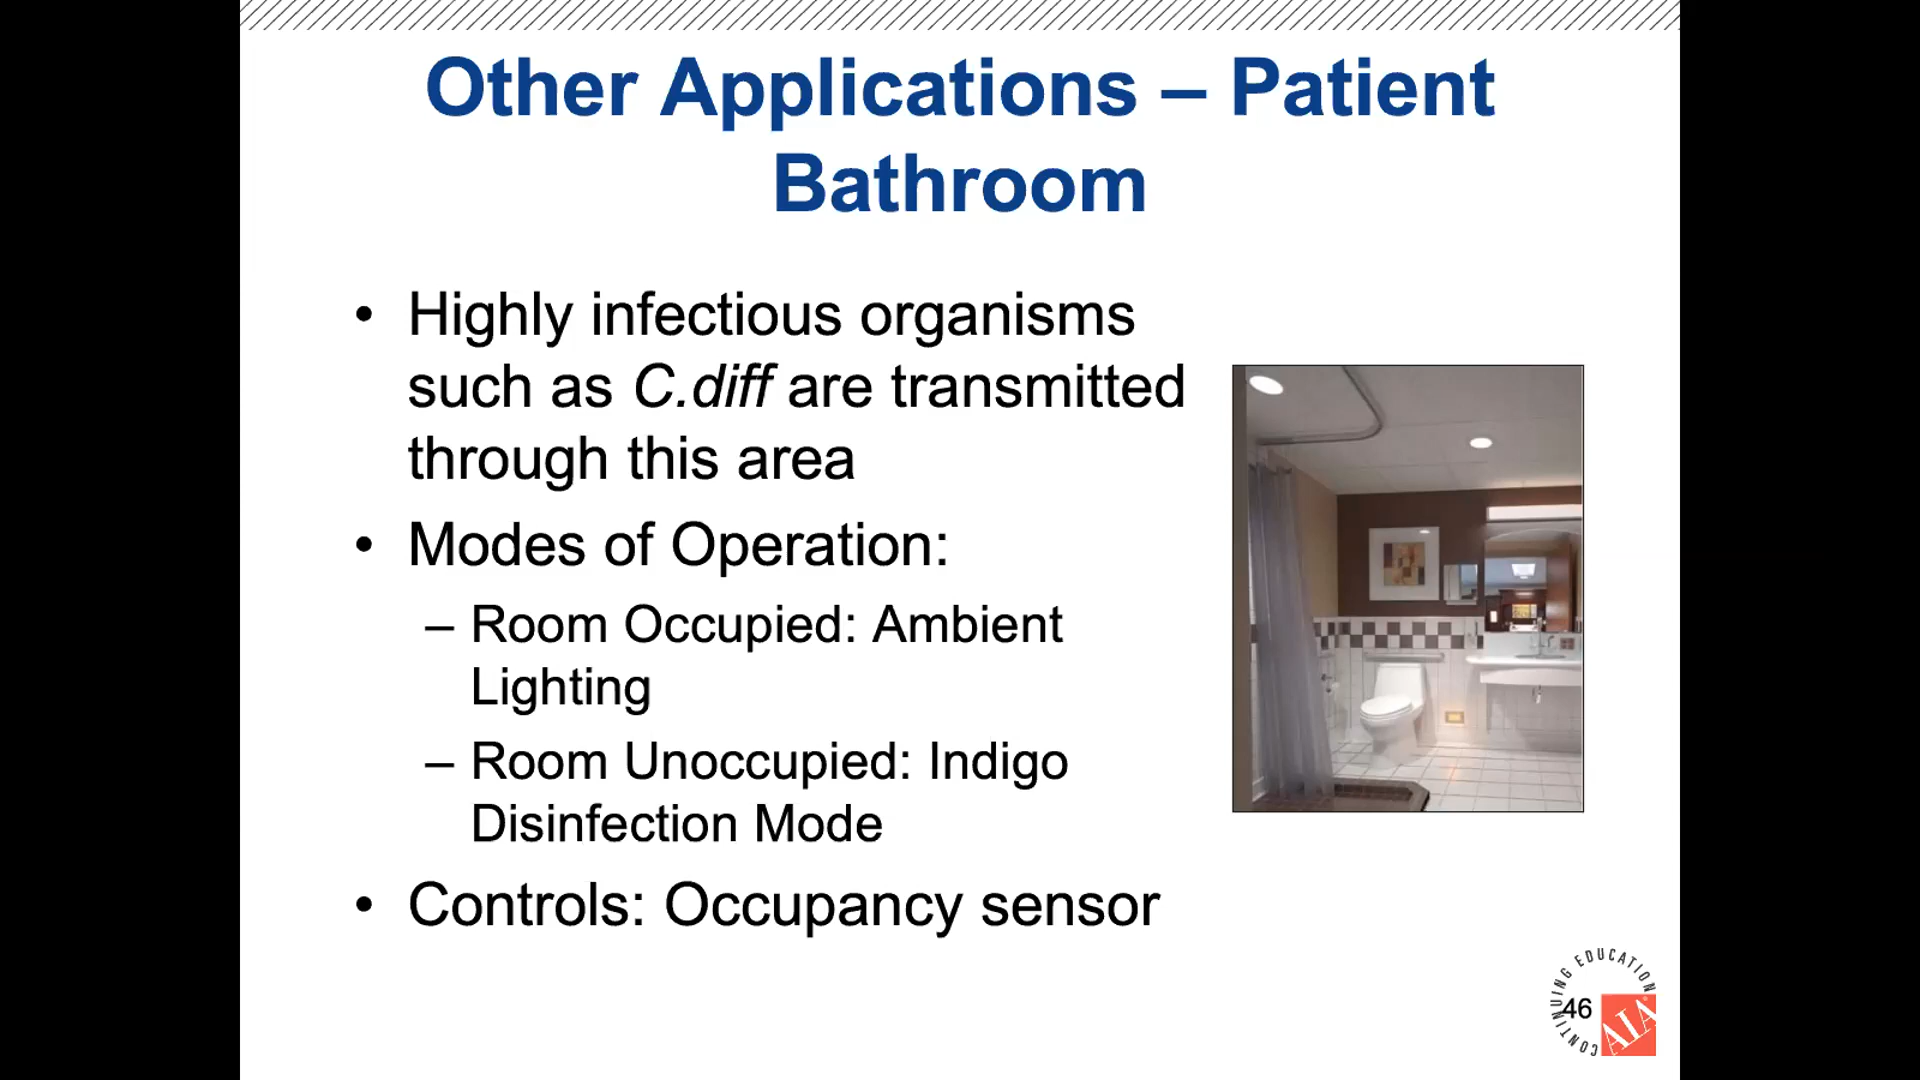 Other Applications – Patient
Bathroom
• Highly infectious organisms
such as C.diff are transmitted
through this area
• Modes of Operation:
– Room Occupied: Ambient
Lighting
– Room Unoccupied: Indigo
Disinfection Mode
• Controls: Occupancy sensor
CONTINUING EDUCATION
46
AIA